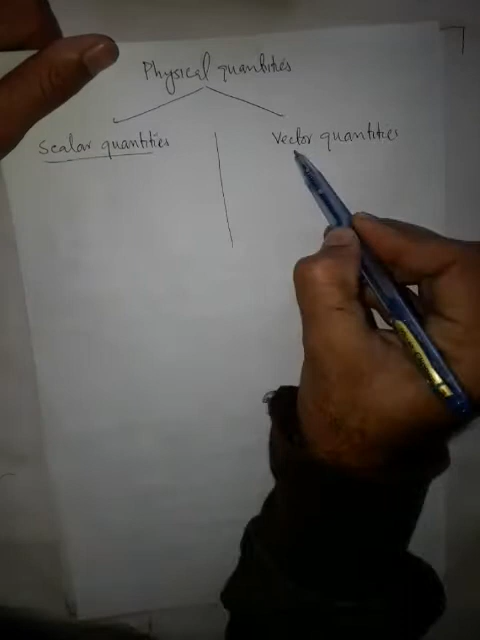 Physical quantities
Scalar quantities
Vector quantities